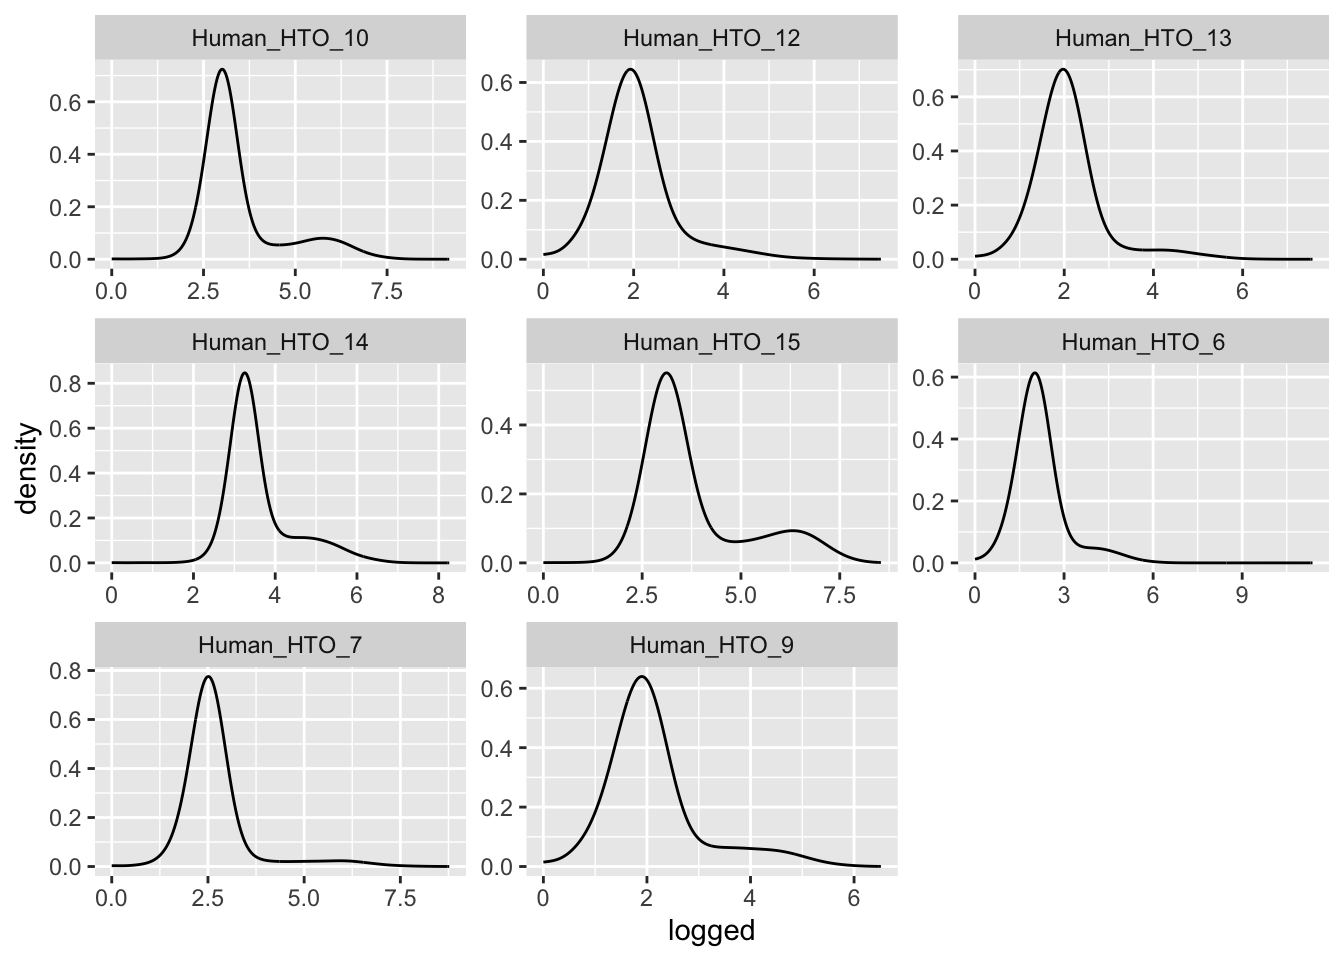 Human_HTO_10 Human_HTO_12 Human_HTO_13
0.6 0.6 0.6
0.4 0.4 0.4
0.2 0.2 0.2
0.0 0.0 0.0
0.0 2.5 5.0 7.5 0 2 4 6 0 2 4 6
Human_HTO_14 Human_HTO_15 Human_HTO_6
0.8 0.6
0.6 0.4 0.4
0.4 0.2 0.2
0.2 0.0 0.0
0.0
0 2 4 6 8 0.0 2.5 5.0 7.5 0 3 6 9
density
Human_HTO_7 Human_HTO_9
0.8 0.6
0.6 0.4
0.4 0.2
0.2 0.0
0.0
0.0 2.5 5.0 7.5 0 2 4 6
logged